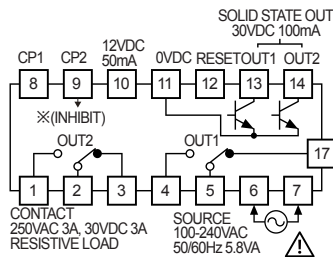 SOLID STATE OUT
30VDC 100mA
CP1 CP2 12VDC 50mA 0VDC RESET OUT1 OUT2
8 9 10 11 12 13 14
※(INHIBIT)
OUT2 OUT1
17
1 2 3 4 5 6 7
CONTACT
250VAC 3A, 30VDC 3A
RESISTIVE LOAD
SOURCE
100-240VAC
50/60Hz 5.8VA